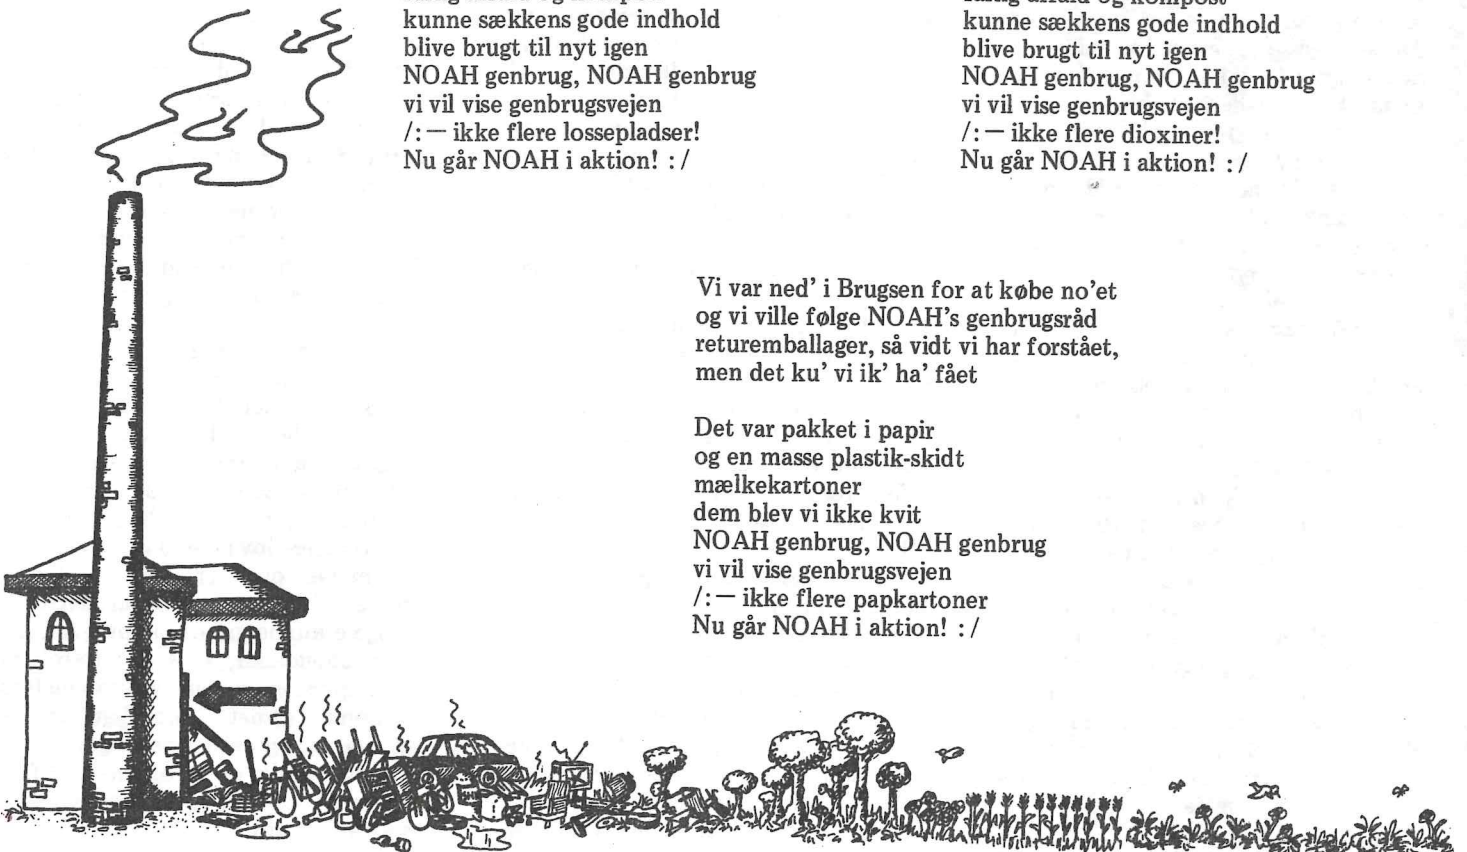 kunne sækkens gode indhold
blive brugt til nyt igen
NOAH genbrug, NOAH genbrug
vi vil vise genbrugsvejen
/: — ikke flere lossepladser!
Nu går NOAH i aktion! : /
kunne sækkens gode indhold
blive brugt til nyt igen
NOAH genbrug, NOAH genbrug
vi vil vise genbrugsvejen
/: — ikke flere dioxiner!
Nu går NOAH i aktion! : /
Vi var ned' i Brugsen for at købe no'et
og vi ville følge NOAH's genbrugsråd
returemballager, så vidt vi har forstået,
men det ku' vi ik' ha' fået
Det var pakket i papir
og en masse plastik-skidt
mælkekartoner
dem blev vi ikke kvit
NOAH genbrug, NOAH genbrug
vi vil vise genbrugsvejen
/: — ikke flere papkartoner
Nu går NOAH i aktion! : /